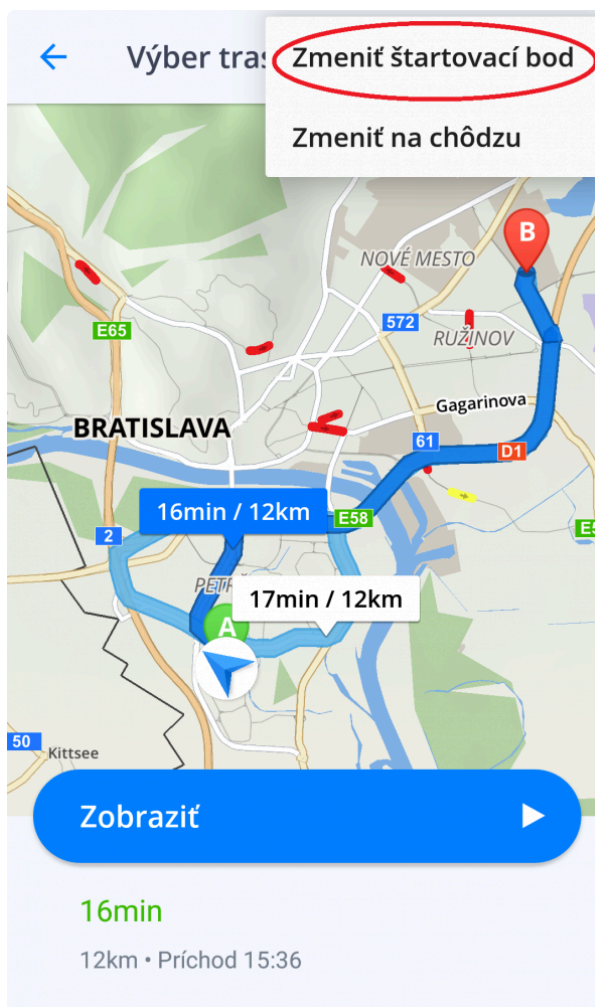 Výber tras
Zmeniť štartovací bod
Zmeniť na chôdzu
B
NOVÉ MESTO
572
E65
RUŽINOV
Gagarinova
BRATISLAVA
61
D1
16min / 12km
E58
2
17min / 12km
A
50
Kittsee
Zobraziť
16min
12km • Príchod 15:36